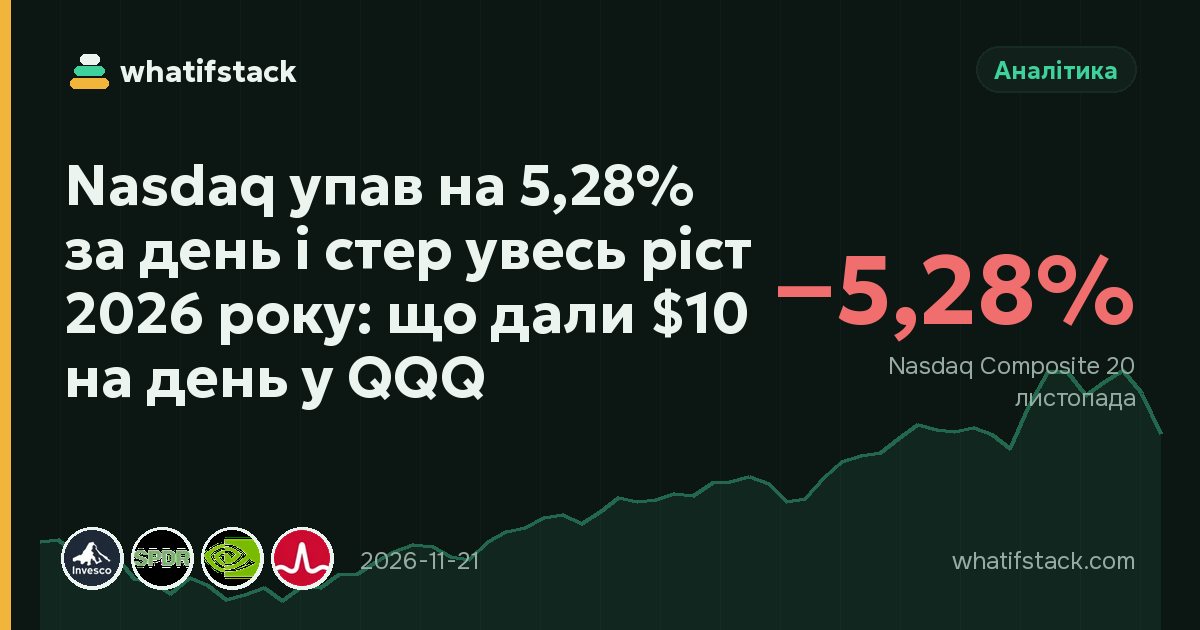 whatifstack
Аналітика
Nasdaq упав на 5,28%
за день і стер увесь ріст
2026 року: що дали $10
на день у QQQ
–5,28%
Nasdaq Composite 20
листопада
Invesco
SPDR
2026-11-21
whatifstack.com